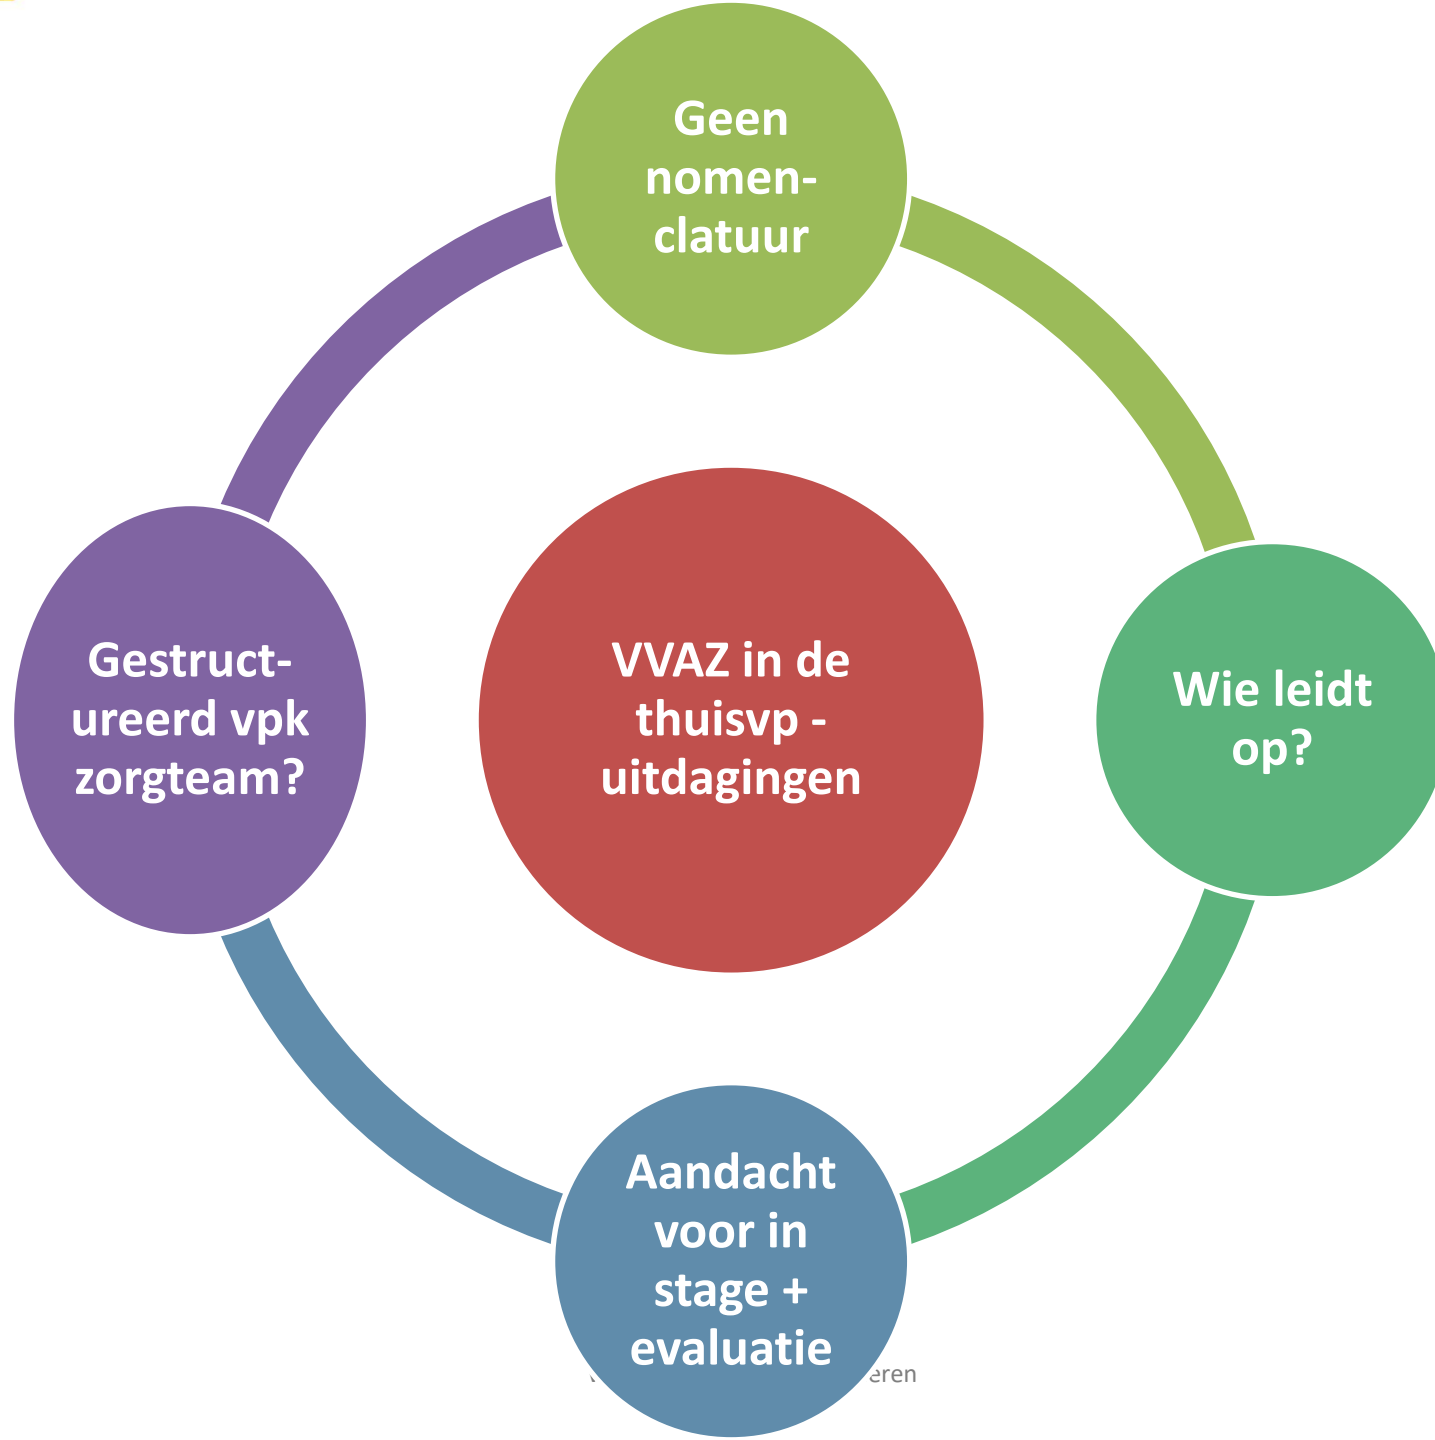 Geen
nomen-
clatuur
Gestruct-
ureerd vpk
zorgteam?
VVAZ in de
thuisvp -
uitdagingen
Wie leidt
op?
Aandacht
voor in
stage +
evaluatie